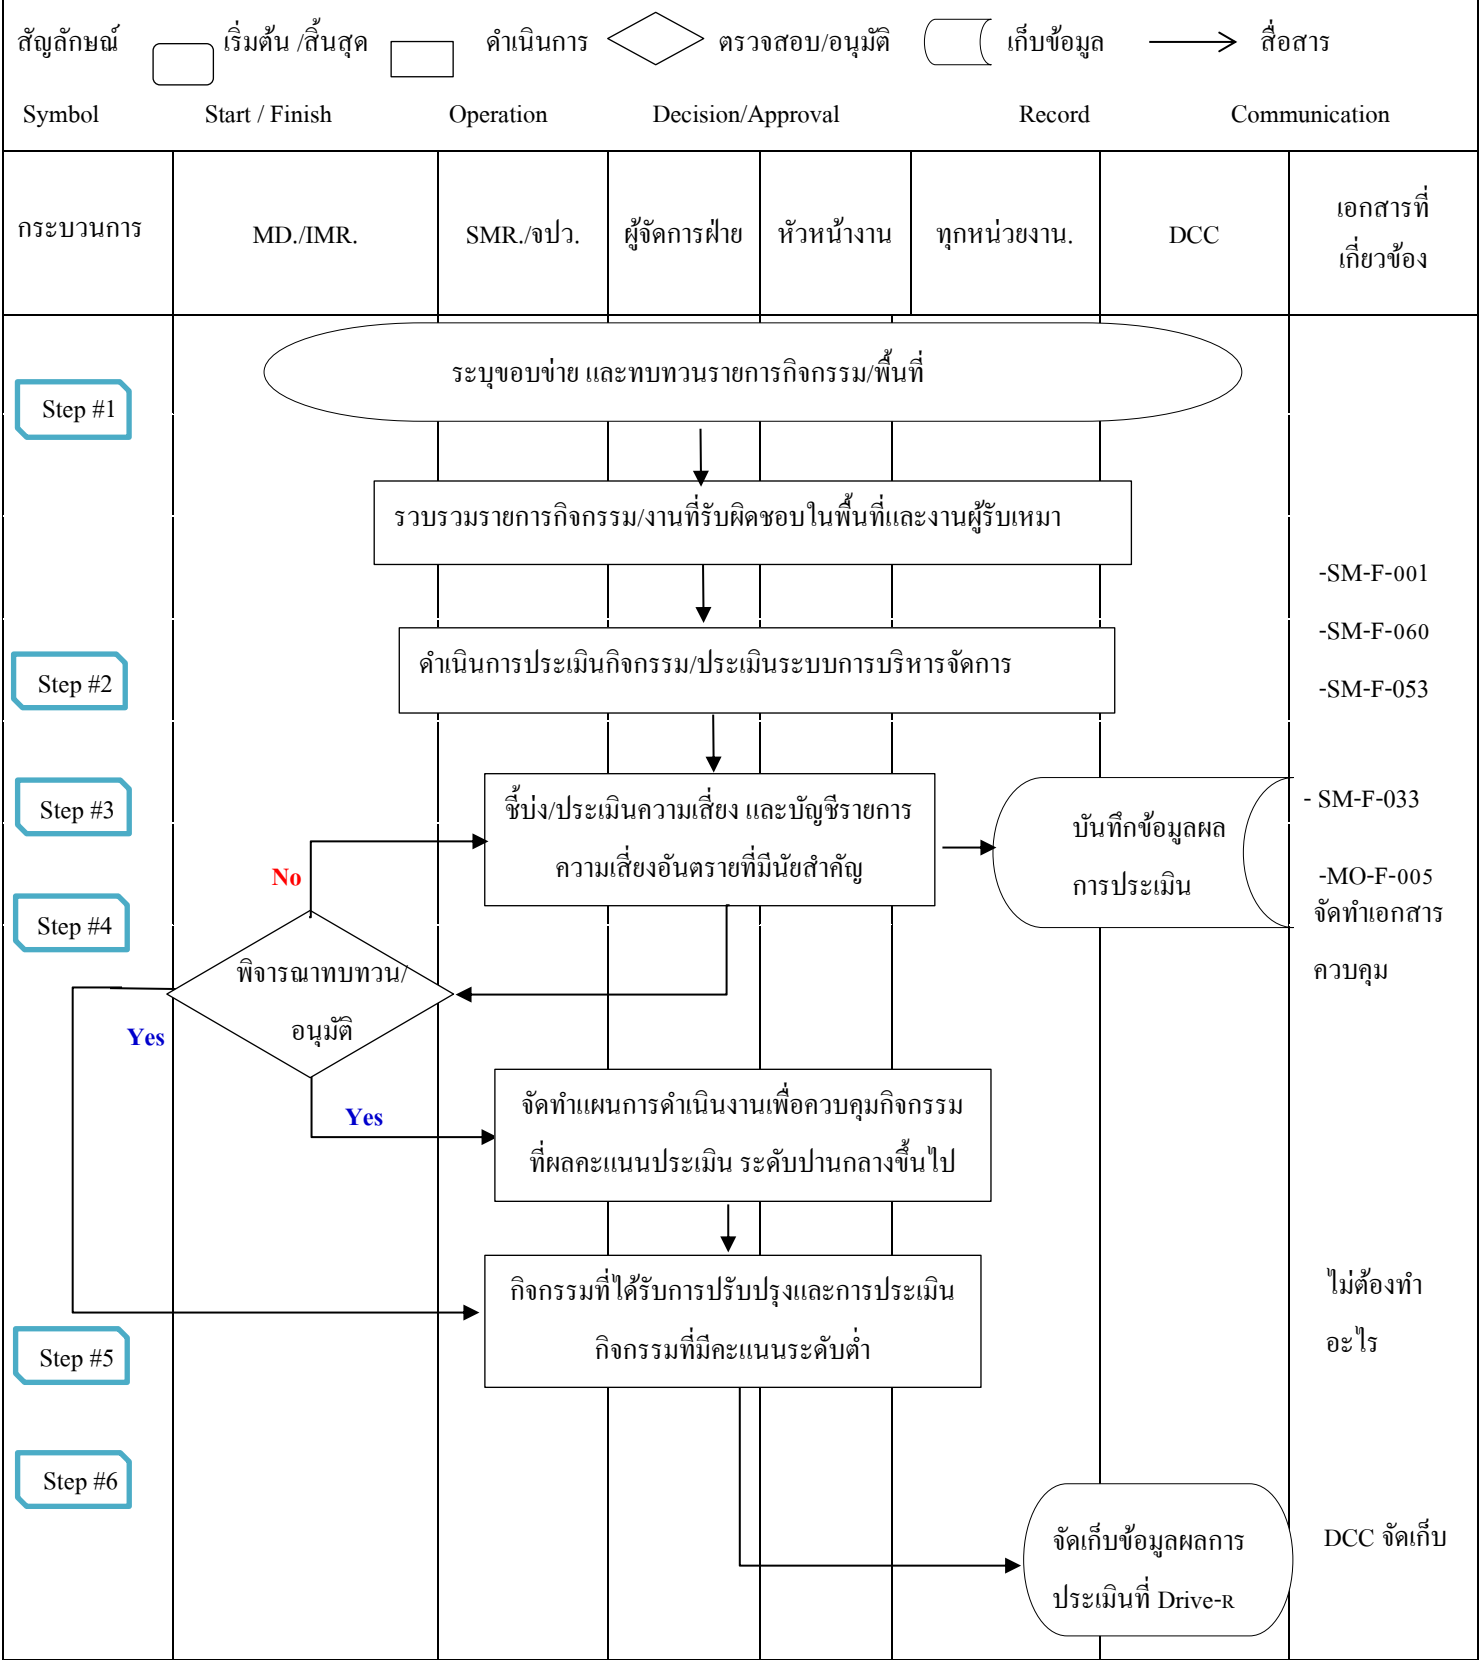 สัญลักษณ์ เริ่มต้น /สิ้นสุด ดำเนินการ ตรวจสอบ/อนุมัติ เก็บข้อมูล สื่อสาร
Symbol Start / Finish Operation Decision/Approval Record Communication
กระบวนการ MD./IMR. SMR./จปว. ผู้จัดการฝ่าย หัวหน้างาน ทุกหน่วยงาน. DCC เอกสารที่
เกี่ยวข้อง
ระบุขอบข่าย และทบทวนรายการกิจกรรม/พื้นที่
Step #1
รวบรวมรายการกิจกรรม/งานที่รับผิดชอบในพื้นที่และงานผู้รับเหมา
-SM-F-001
-SM-F-060
ดำเนินการประเมินกิจกรรม/ประเมินระบบการบริหารจัดการ
Step #2
-SM-F-053
Step #3
ชี้บ่ง/ประเมินความเสี่ยง และบัญชีรายการ
ความเสี่ยงอันตรายที่มีนัยสำคัญ
บันทึกข้อมูลผล
การประเมิน
- SM-F-033
-MO-F-005
จัดทำเอกสาร
ควบคุม
No
Step #4
พิจารณาทบทวน/
อนุมัติ
Yes
Yes
จัดทำแผนการดำเนินงานเพื่อควบคุมกิจกรรม
ที่ผลคะแนนประเมิน ระดับปานกลางขึ้นไป
กิจกรรมที่ได้รับการปรับปรุงและการประเมิน
กิจกรรมที่มีคะแนนระดับต่ำ
ไม่ต้องทำ
อะไร
Step #5
Step #6
จัดเก็บข้อมูลผลการ
ประเมินที่ Drive-R
DCC จัดเก็บ